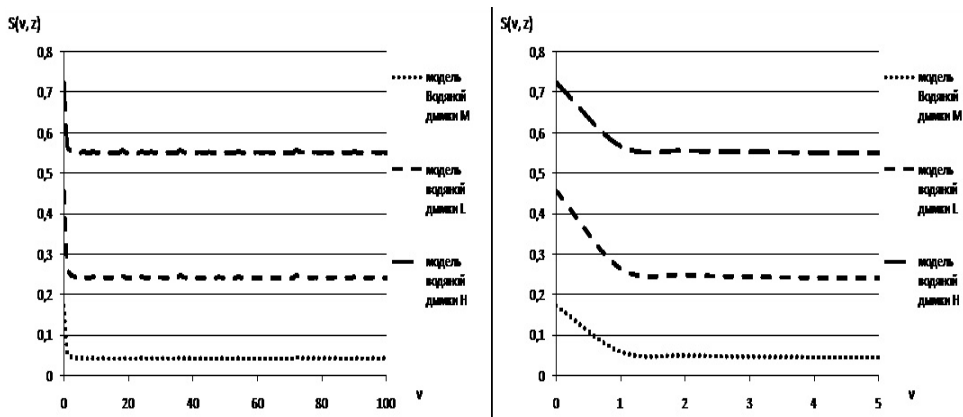 S(v, z)
0,8
0,7
0,6
0,5
0,4
0,3
0,2
0,1
0
0
20
40
60
80
100
v
модель
Водяной
дымки М
модель
водяной
дымки L
модель
водяной
дымки Н
S(v, z)
0,8
0,7
0,6
0,5
0,4
0,3
0,2
0,1
0
0
1
2
3
4
5
v
модель
Водяной
дымки М
модель
водяной
дымки L
модель
водяной
дымки Н